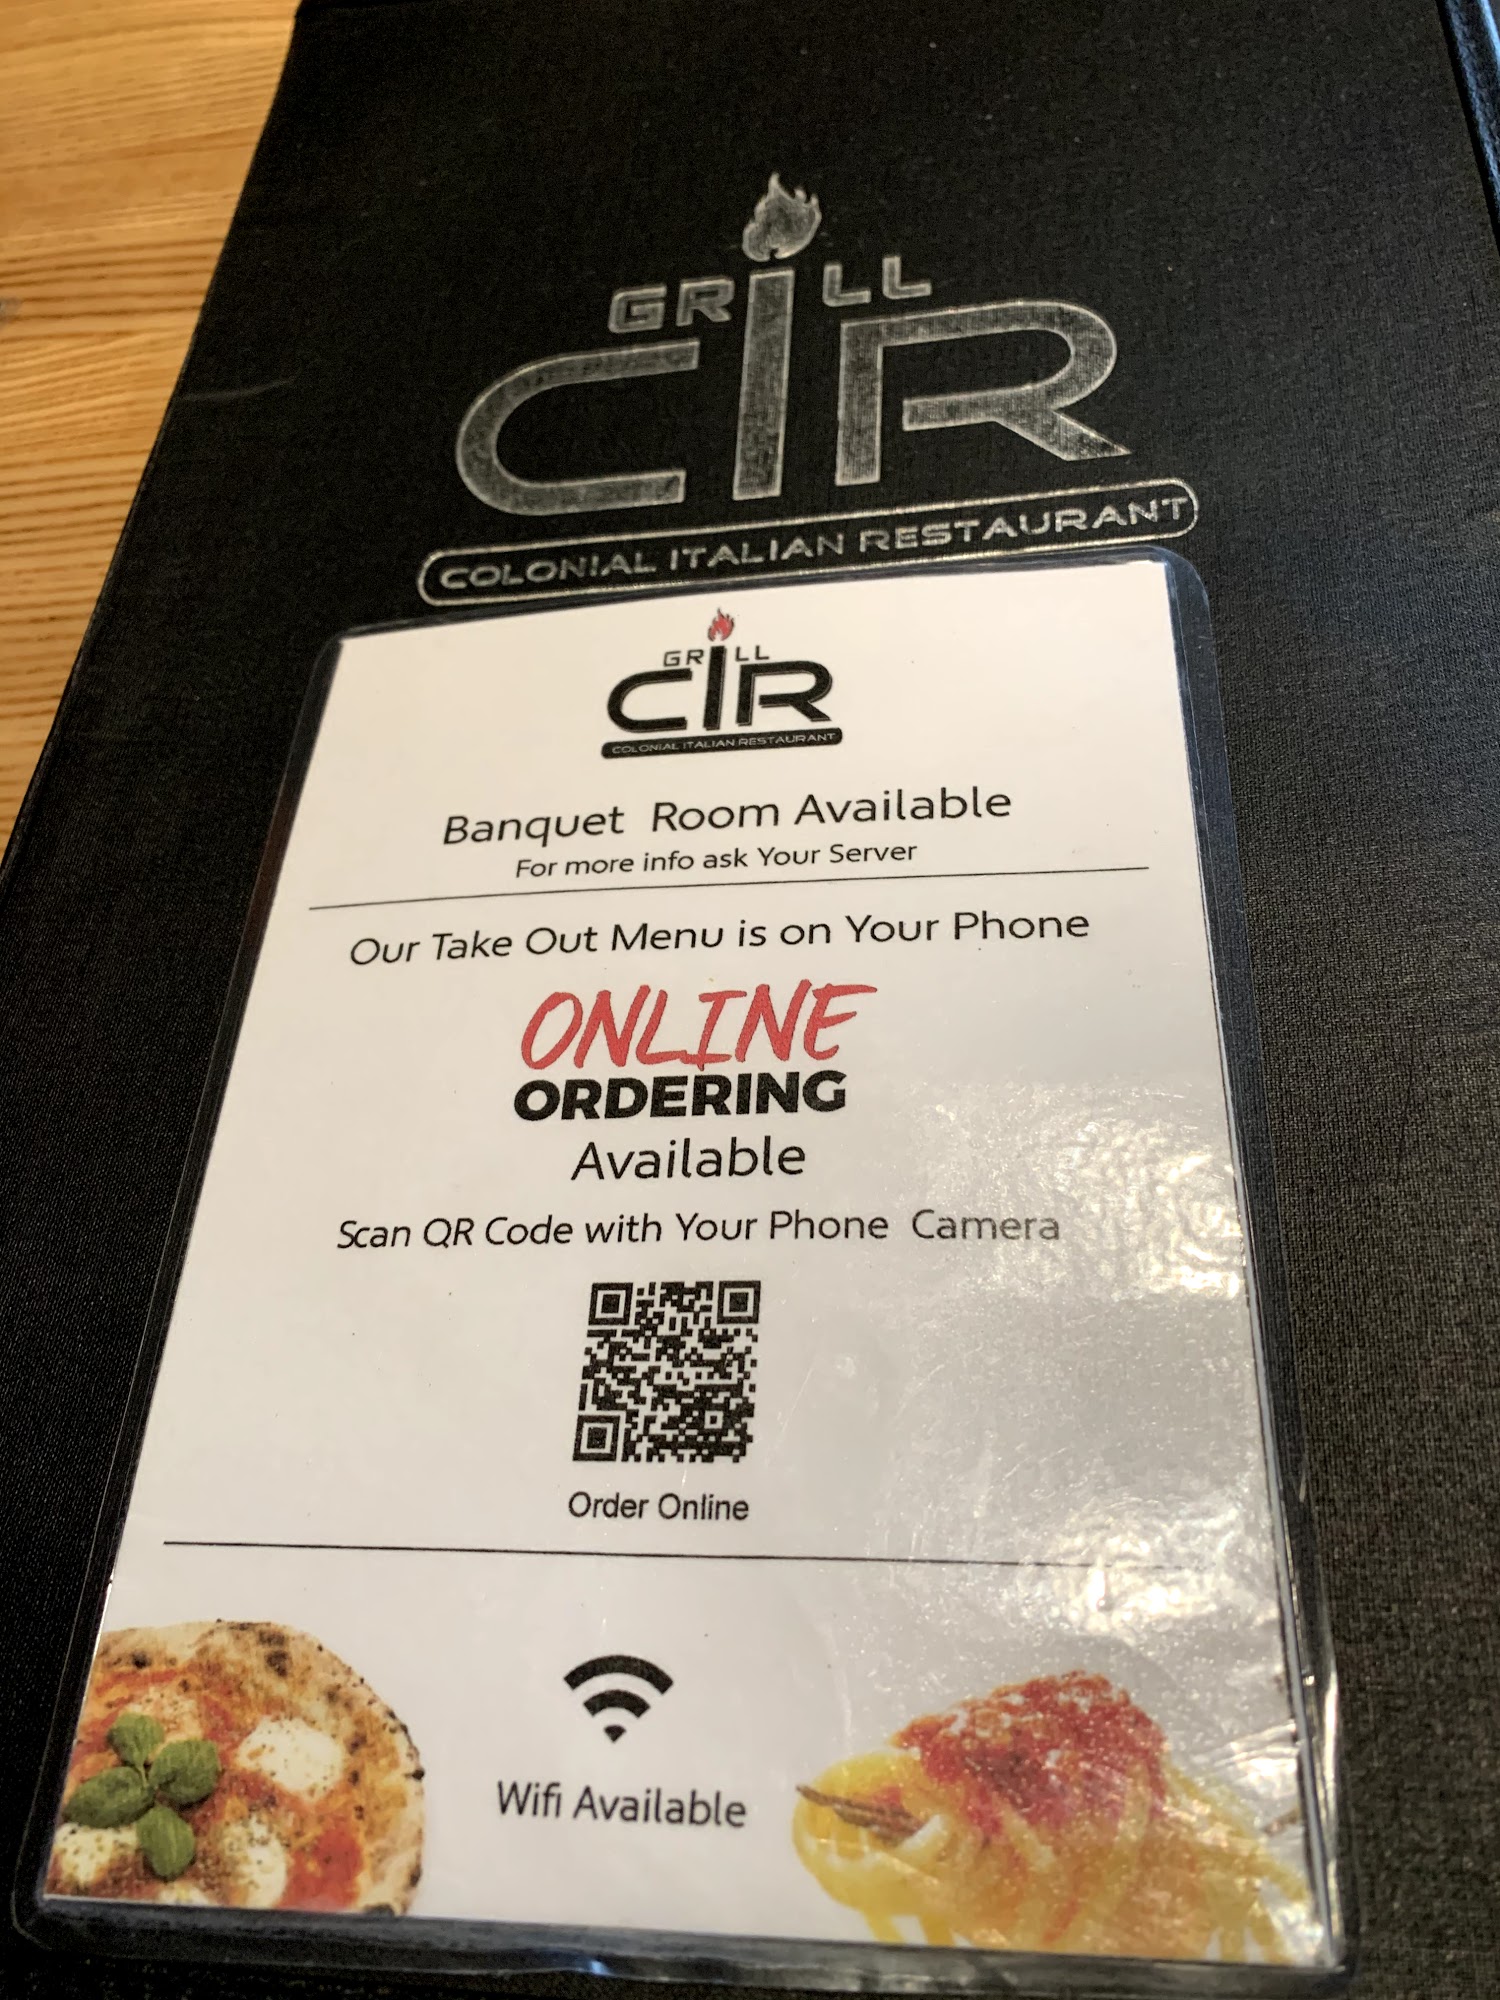 GRILL
CIR
COLONIAL ITALIAN RESTAURANT
GRILL
CIR
COLONIAL ITALIAN RESTAURANT
Banquet Room Available
For more info ask Your Server
Our Take Out Menu is on Your Phone
ONLINE
ORDERING
Available
Scan QR Code with Your Phone Camera
Order Online
Wifi Available